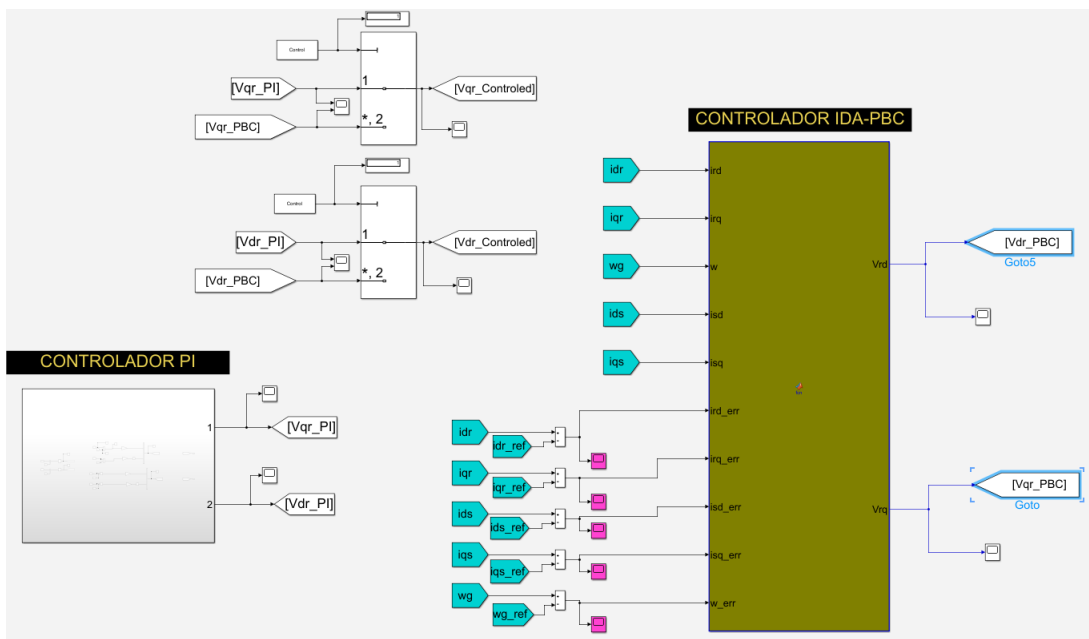 Control
[Vqr_PI]
1
[Vqr_Controled]
[Vqr_PBC]
*, 2
Control
[Vdr_PI]
1
[Vdr_Controled]
[Vdr_PBC]
*, 2
CONTROLADOR PI
1
[Vqr_PI]
2
[Vdr_PI]
CONTROLADOR IDA-PBC
idr
ird
iqr
irq
wg
w
ids
isd
iqs
isq
idr
idr_ref
ird_err
iqr
iqr_ref
irq_err
ids
ids_ref
isd_err
iqs
iqs_ref
isq_err
wg
wg_ref
w_err
Vrd
[Vdr_PBC]
Goto5
Vrq
[Vqr_PBC]
Goto